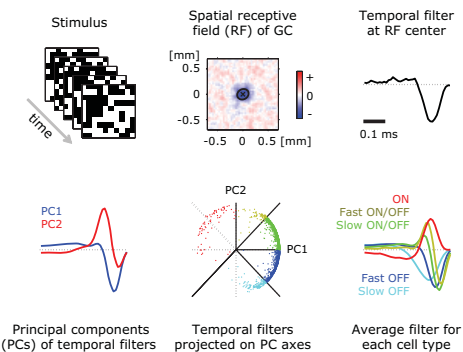 Stimulus
time
Spatial receptive
field (RF) of GC
[mm]
0.5
0
-0.5
-0.5
0
0.5
[mm]
+
0
-
Temporal filter
at RF center
0.1 ms
PC1
PC2
Principal components
(PCs) of temporal filters
PC2
PC1
Temporal filters
projected on PC axes
ON
Fast ON/OFF
Slow ON/OFF
Fast OFF
Slow OFF
Average filter for
each cell type